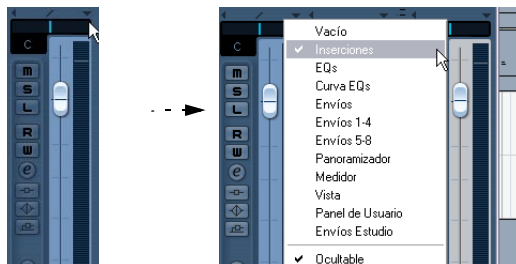 C
m
S
L
R
W
e
C
m
S
L
R
W
e
Vacío
Inserciones
EQs
Curva EQs
Envíos
Envíos 1-4
Envíos 5-8
Panoramizador
Medidor
Vista
Panel de Usuario
Envíos Estudio
Ocultable